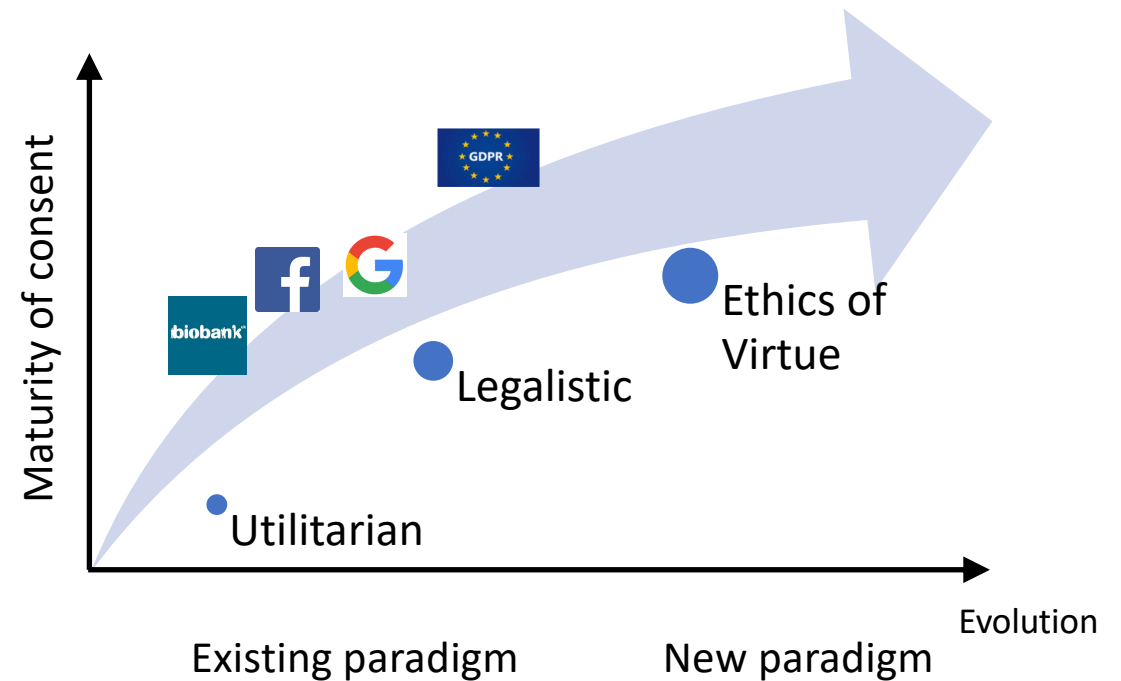 Maturity of consent
GDPR
biobank
Legalistic
Ethics of
Virtue
Utilitarian
Evolution
Existing paradigm
New paradigm